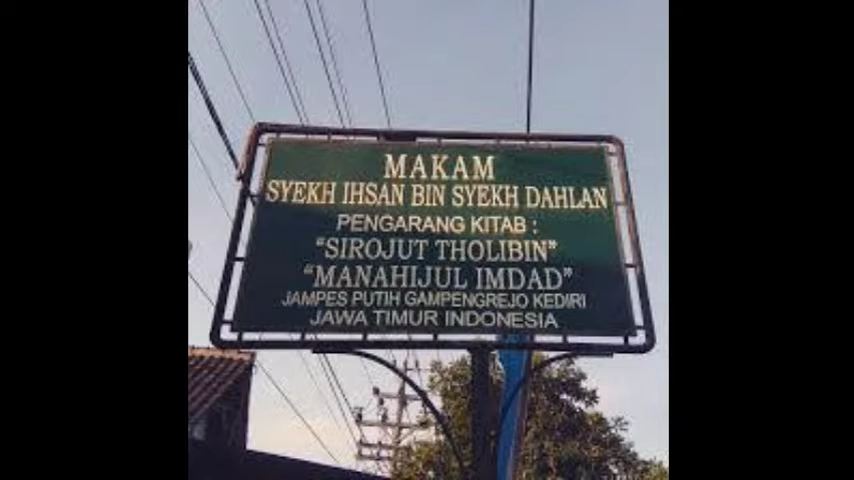 MAKAM
SYEKH IHSAN BIN SYEKH DAHLAN
PENGARANG KITAB :
“SIROJUT THOLIBIN”
“MANAHIJUL IMDAD”
JAMPES PUTIH GAMPENGREJO KEDIRI
JAWA TIMUR INDONESIA